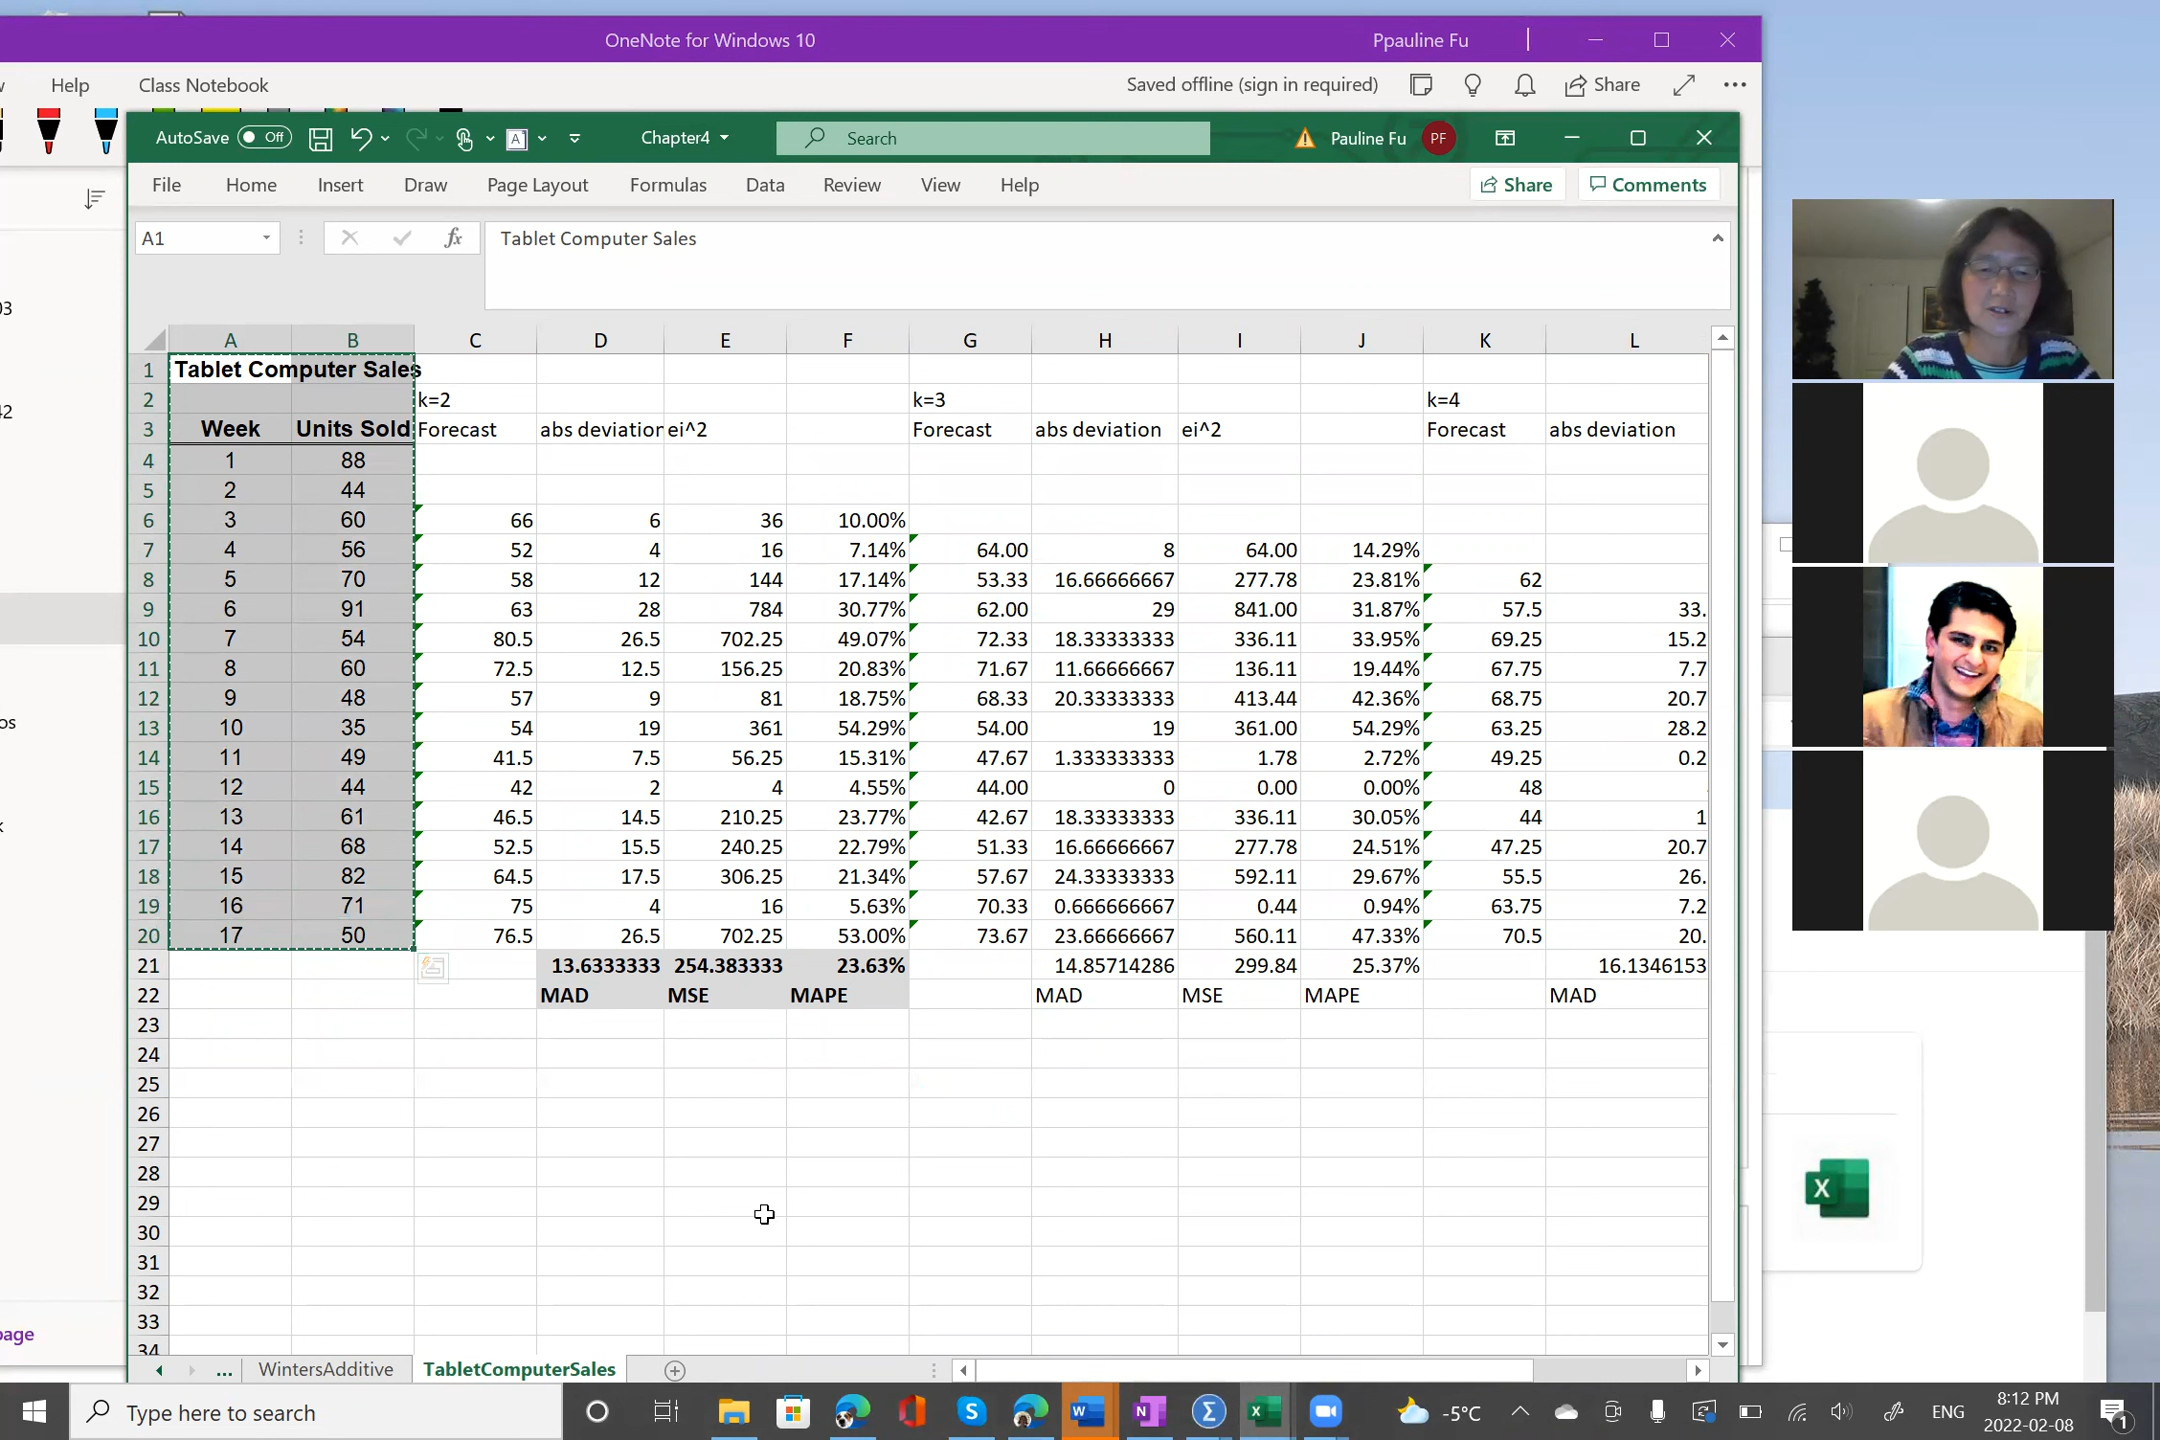 OneNote for Windows 10 Ppauline Fu
Help Class Notebook Saved offline (sign in required) Share
AutoSave Off Chapter4 Search Pauline Fu PF
File Home Insert Draw Page Layout Formulas Data Review View Help Share Comments
A1 fx Tablet Computer Sales
A B C D E F G H I J K L
1 Tablet Computer Sales
2 k=2 k=3 k=4
3 Week Units Sold Forecast abs deviation ei^2 Forecast abs deviation ei^2 Forecast abs deviation
4 1 88
5 2 44
6 3 60 66 6 36 10.00%
7 4 56 52 4 16 7.14% 64.00 8 64.00 14.29%
8 5 70 58 12 144 17.14% 53.33 16.66666667 277.78 23.81% 62
9 6 91 63 28 784 30.77% 62.00 29 841.00 31.87% 57.5 33.
10 7 54 80.5 26.5 702.25 49.07% 72.33 18.33333333 336.11 33.95% 69.25 15.2
11 8 60 72.5 12.5 156.25 20.83% 71.67 11.66666667 136.11 19.44% 67.75 7.7
12 9 48 57 9 81 18.75% 68.33 20.33333333 413.44 42.36% 68.75 20.7
13 10 35 54 19 361 54.29% 54.00 19 361.00 54.29% 63.25 28.2
14 11 49 41.5 7.5 56.25 15.31% 47.67 1.333333333 1.78 2.72% 49.25 0.2
15 12 44 42 2 4 4.55% 44.00 0 0.00 0.00% 48
16 13 61 46.5 14.5 210.25 23.77% 42.67 18.33333333 336.11 30.05% 44 1
17 14 68 52.5 15.5 240.25 22.79% 51.33 16.66666667 277.78 24.51% 47.25 20.7
18 15 82 64.5 17.5 306.25 21.34% 57.67 24.33333333 592.11 29.67% 55.5 26.
19 16 71 75 4 16 5.63% 70.33 0.666666667 0.44 0.94% 63.75 7.2
20 17 50 76.5 26.5 702.25 53.00% 73.67 23.66666667 560.11 47.33% 70.5 20.
21 13.6333333 254.383333 23.63% 14.85714286 299.84 25.37% 16.1346153
22 MAD MSE MAPE MAD MSE MAPE MAD
23
24
25
26
27
28
29
30
31
32
33
34
... WintersAdditive TabletComputerSales
Type here to search -5°C ENG 8:12 PM
2022-02-08